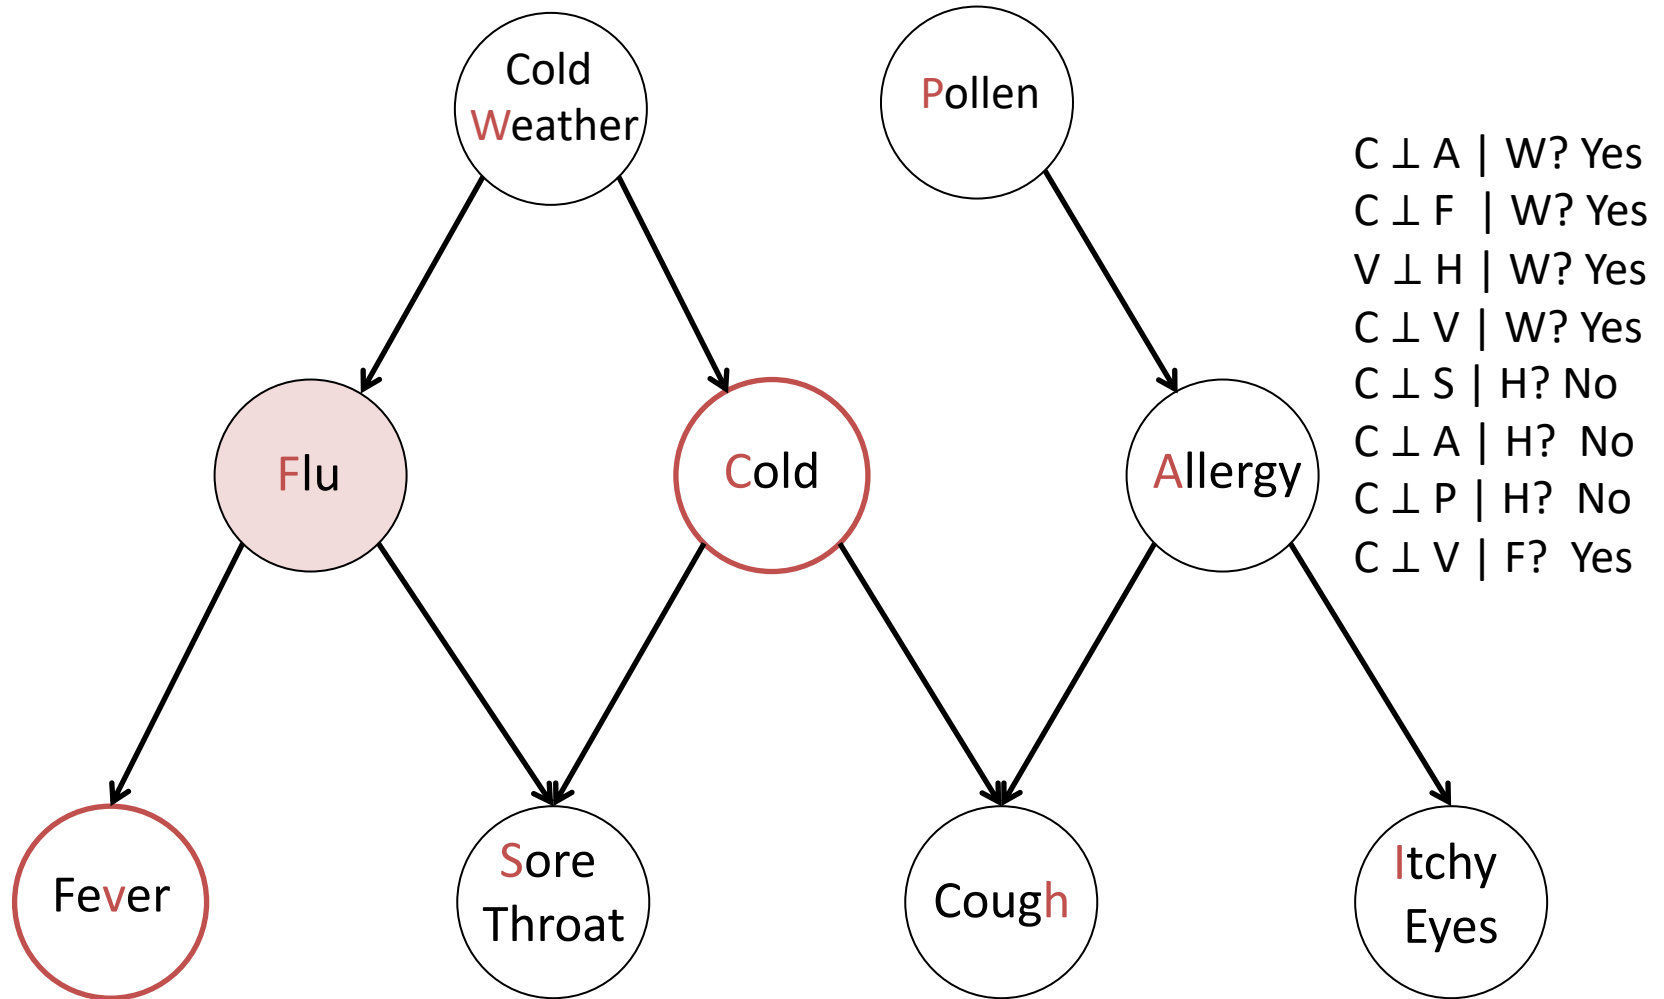 Cold
Weather
Pollen
C ⊥ A | W? Yes
C ⊥ F | W? Yes
V ⊥ H | W? Yes
C ⊥ V | W? Yes
C ⊥ S | H? No
C ⊥ A | H? No
C ⊥ P | H? No
C ⊥ V | F? Yes
Flu
Cold
Allergy
Fever
Sore
Throat
Cough
Itchy
Eyes